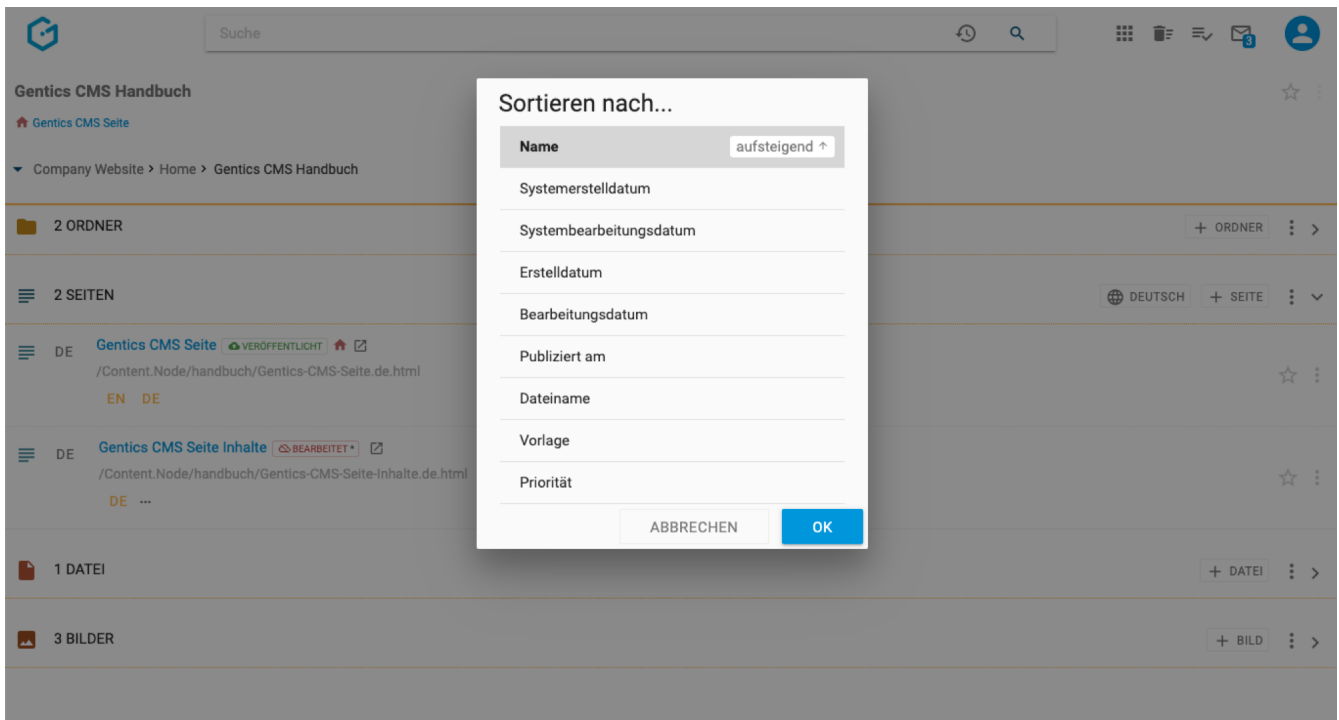 Suche
3
Gentics CMS Handbuch
Gentics CMS Seite
Company Website > Home > Gentics CMS Handbuch
2 ORDNER
+ ORDNER
2 SEITEN
DEUTSCH + SEITE
DE Gentics CMS Seite VERÖFFENTLICHT
/Content.Node/handbuch/Gentics-CMS-Seite.de.html
EN DE
DE Gentics CMS Seite Inhalte BEARBEITET*
/Content.Node/handbuch/Gentics-CMS-Seite-Inhalte.de.html
DE ...
1 DATEI
+ DATEI
3 BILDER
+ BILD
Sortieren nach...
Name aufsteigend ↑
Systemerstelldatum
Systembearbeitungsdatum
Erstelldatum
Bearbeitungsdatum
Publiziert am
Dateiname
Vorlage
Priorität
ABBRECHEN OK